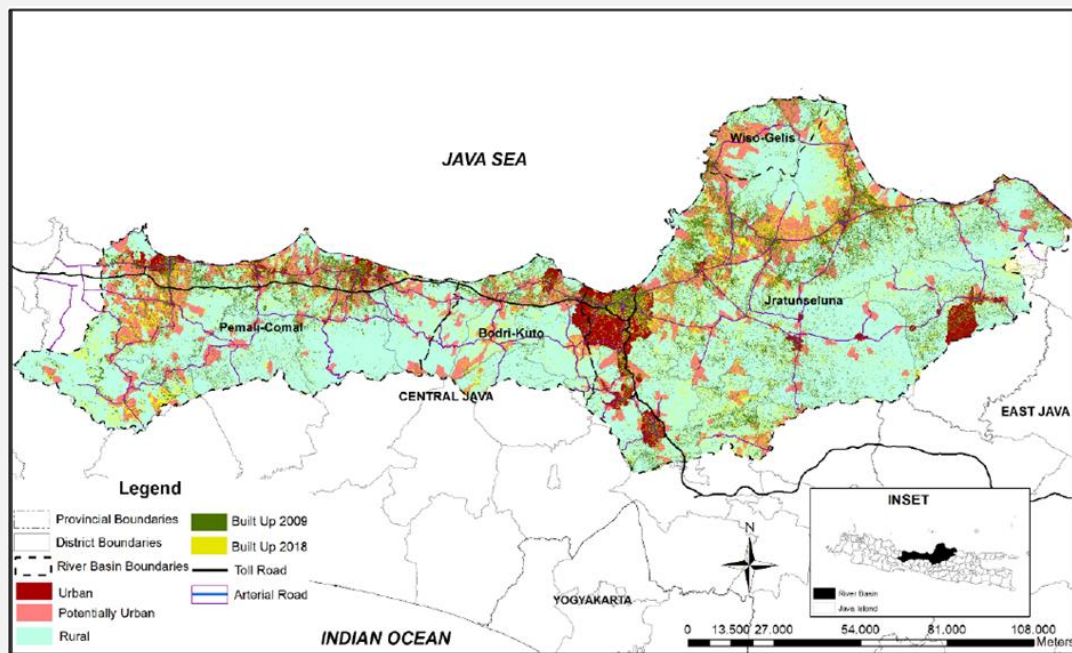 JAVA SEA
Wiso-Gelis
Jratunseluna
Pemali-Comal
Bodri-Kuto
CENTRAL JAVA
EAST JAVA
Legend
Provincial Boundaries
District Boundaries
River Basin Boundaries
Urban
Potentially Urban
Rural
Built Up 2009
Built Up 2018
Toll Road
Arterial Road
YOGYAKARTA
INDIAN OCEAN
N
INSET
River Basin
Java Island
0 13.500 27.000 54.000 81.000 108.000
Meters